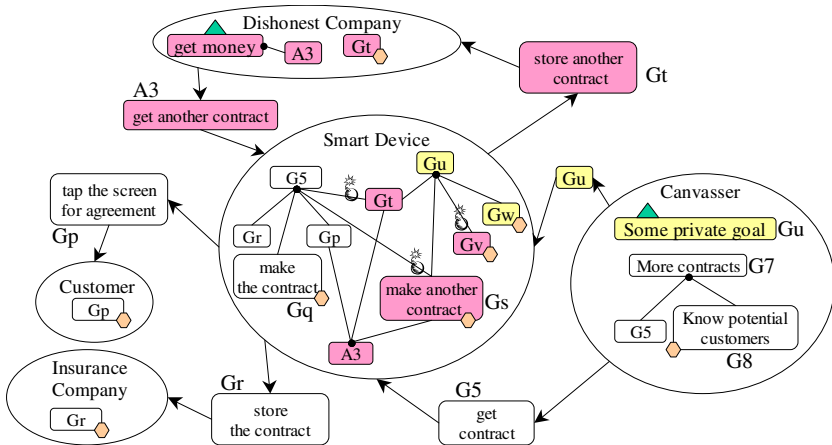 Dishonest Company
get money
A3
Gt
A3
get another contract
store another
contract
Gt
Smart Device
G5
Gu
Gt
Gw
Gr
Gp
Gv
make
the contract
Gq
make another
contract
Gs
A3
tap the screen
for agreement
Gp
Customer
Gp
Insurance
Company
Gr
Gr
store
the contract
G5
get
contract
Gu
Canvasser
Some private goal
Gu
More contracts
G7
G5
Know potential
customers
G8